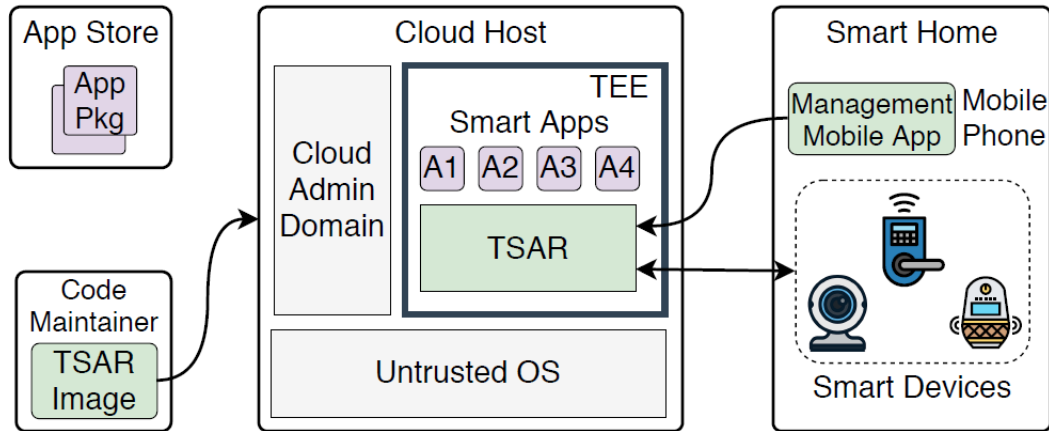 App Store
App
Pkg
Code
Maintainer
TSAR
Image
Cloud Host
Cloud
Admin
Domain
TEE
Smart Apps
A1 A2 A3 A4
TSAR
Untrusted OS
Smart Home
Management
Mobile App
Mobile
Phone
Smart Devices